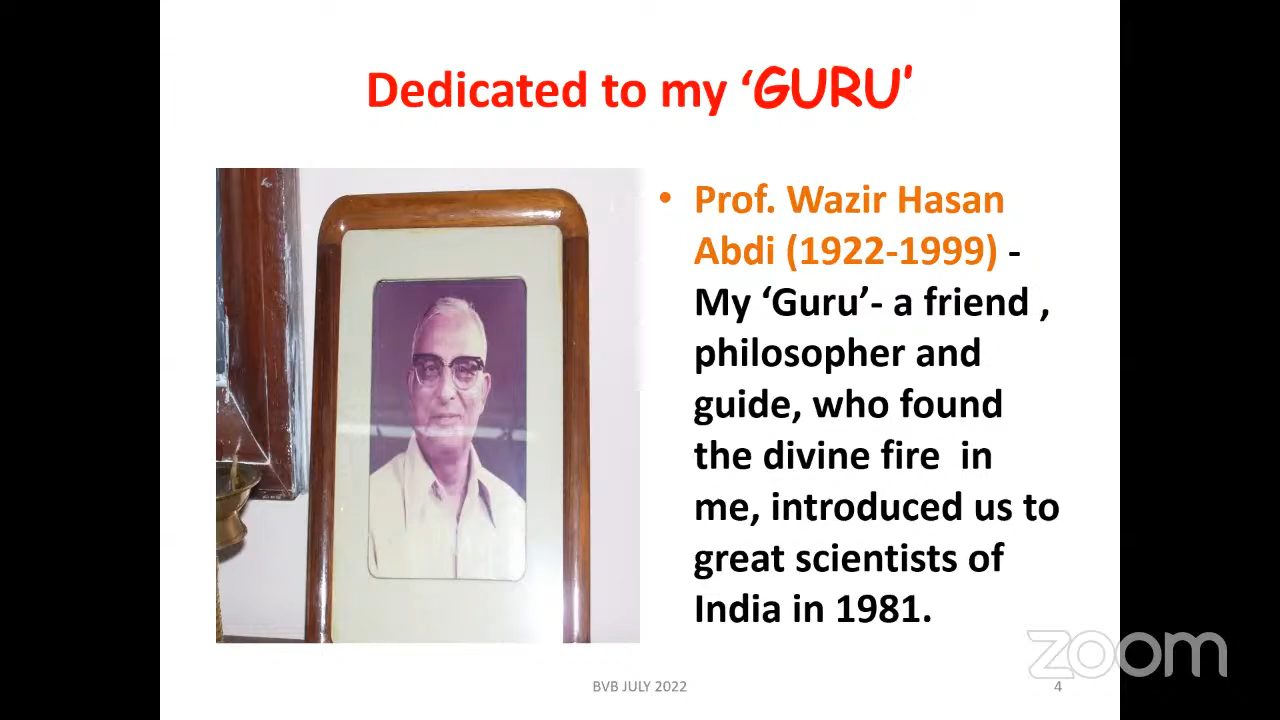 Dedicated to my ‘GURU’
• Prof. Wazir Hasan
Abdi (1922-1999) -
My ‘Guru’- a friend ,
philosopher and
guide, who found
the divine fire in
me, introduced us to
great scientists of
India in 1981.
zoom
BVB JULY 2022
4